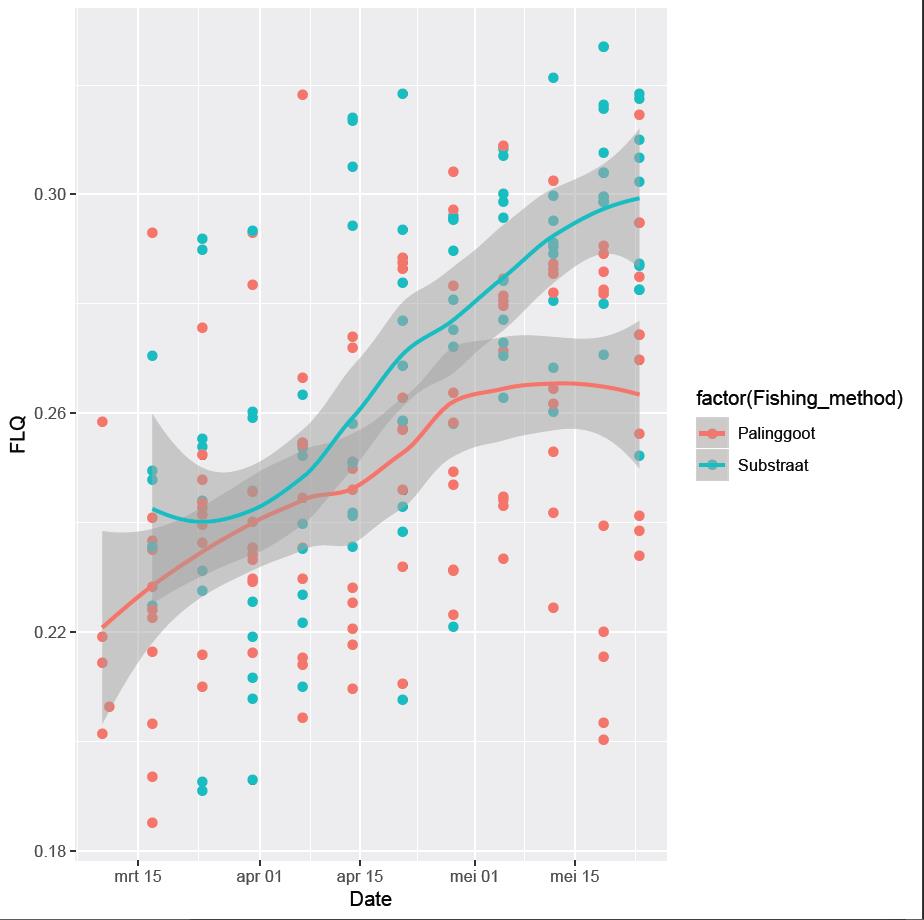 FLQ
0.30
0.26
0.22
0.18
mrt 15
apr 01
apr 15
mei 01
mei 15
Date
factor(Fishing_method)
Palinggoot
Substraat